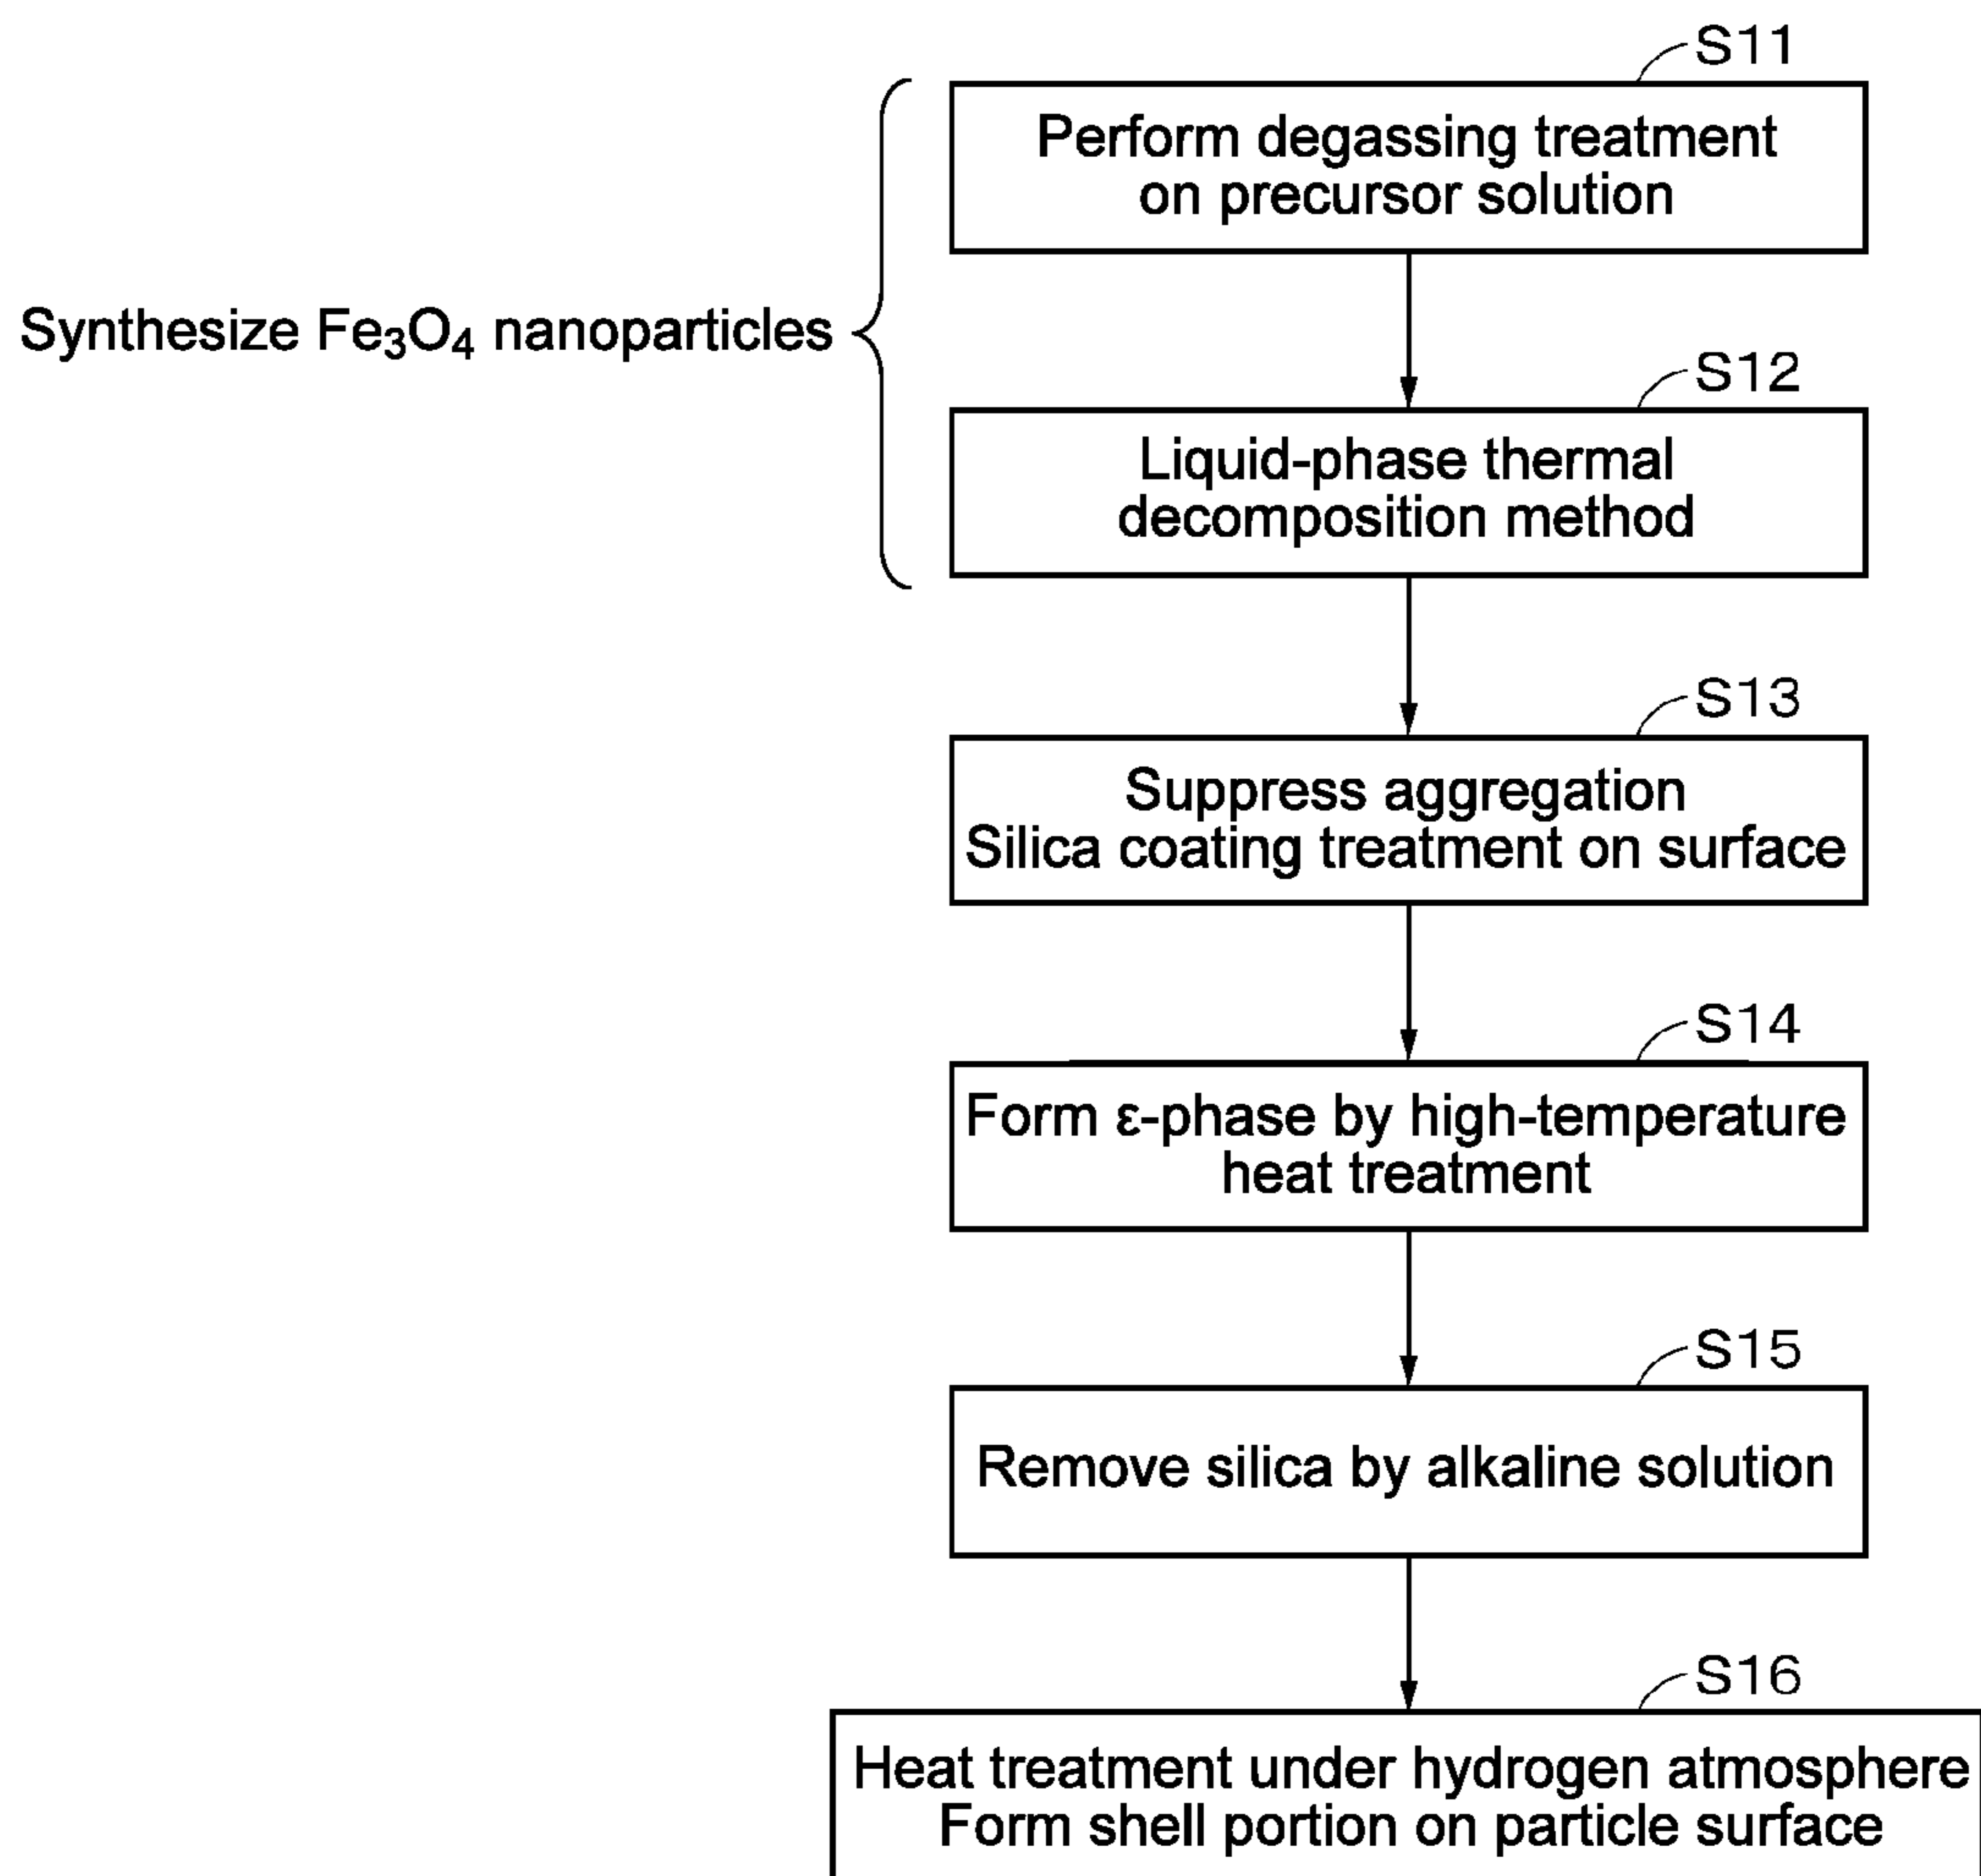 S11
Perform degassing treatment
on precursor solution
Synthesize Fe₃O₄ nanoparticles
S12
Liquid-phase thermal
decomposition method
S13
Suppress aggregation
Silica coating treatment on surface
S14
Form ε-phase by high-temperature
heat treatment
S15
Remove silica by alkaline solution
S16
Heat treatment under hydrogen atmosphere
Form shell portion on particle surface